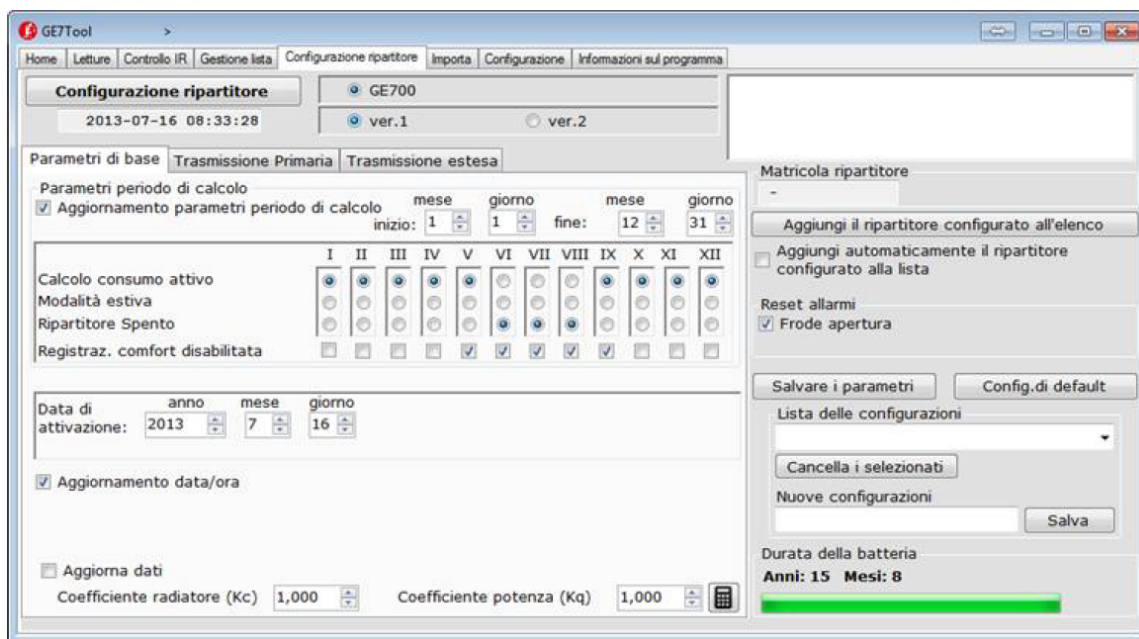 GE7Tool >
Home Letture Controllo IR Gestione lista Configurazione ripartitore Importa Configurazione Informazioni sul programma
Configurazione ripartitore
2013-07-16 08:33:28
GE700
ver.1 ver.2
Parametri di base Trasmissione Primaria Trasmissione estesa
Parametri periodo di calcolo
Aggiornamento parametri periodo di calcolo
mese giorno mese giorno
inizio: 1 1 fine: 12 31
I II III IV V VI VII VIII IX X XI XII
Calcolo consumo attivo
Modalità estiva
Ripartitore Spento
Registraz. comfort disabilitata
anno mese giorno
Data di attivazione: 2013 7 16
Aggiornamento data/ora
Aggiorna dati
Coefficiente radiatore (Kc) 1,000 Coefficiente potenza (Kq) 1,000
Matricola ripartitore
-
Aggiungi il ripartitore configurato all'elenco
Aggiungi automaticamente il ripartitore
configurato alla lista
Reset allarmi
Frode apertura
Salvare i parametri Config.di default
Lista delle configurazioni
Cancella i selezionati
Nuove configurazioni
Salva
Durata della batteria
Anni: 15 Mesi: 8